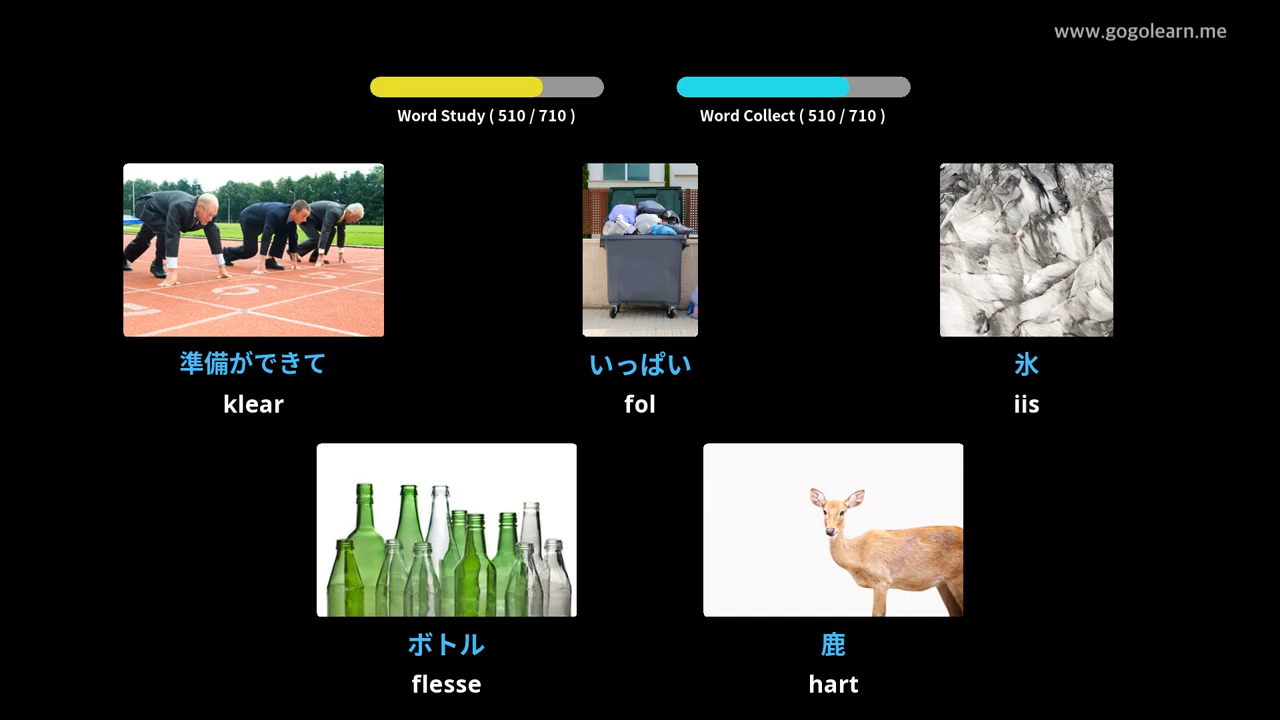 www.gogolearn.me
Word Study ( 510 / 710 )
Word Collect ( 510 / 710 )
準備ができて
klear
いっぱい
fol
氷
iis
ボトル
flesse
鹿
hart